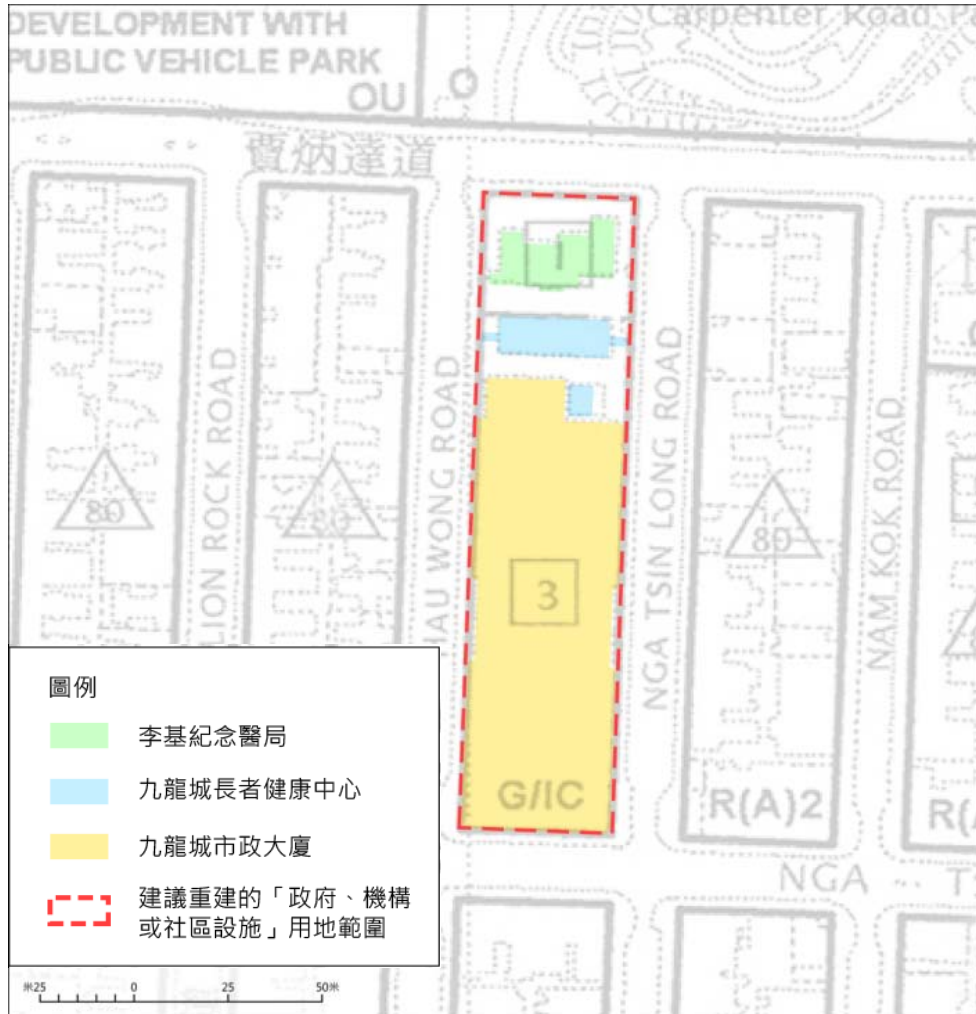 DEVELOPMENT WITH
PUBLIC VEHICLE PARK
OU
O
Carpenter Road P
賈炳達道
1
LION ROCK ROAD
HAU WONG ROAD
NGA TSIN LONG ROAD
NAM KOK ROAD
80
80
80
3
G/IC
R(A)2
R(
NGA
T
圖例
李基紀念醫局
九龍城長者健康中心
九龍城市政大廈
建議重建的「政府、機構
或社區設施」用地範圍
米25
0
25
50米